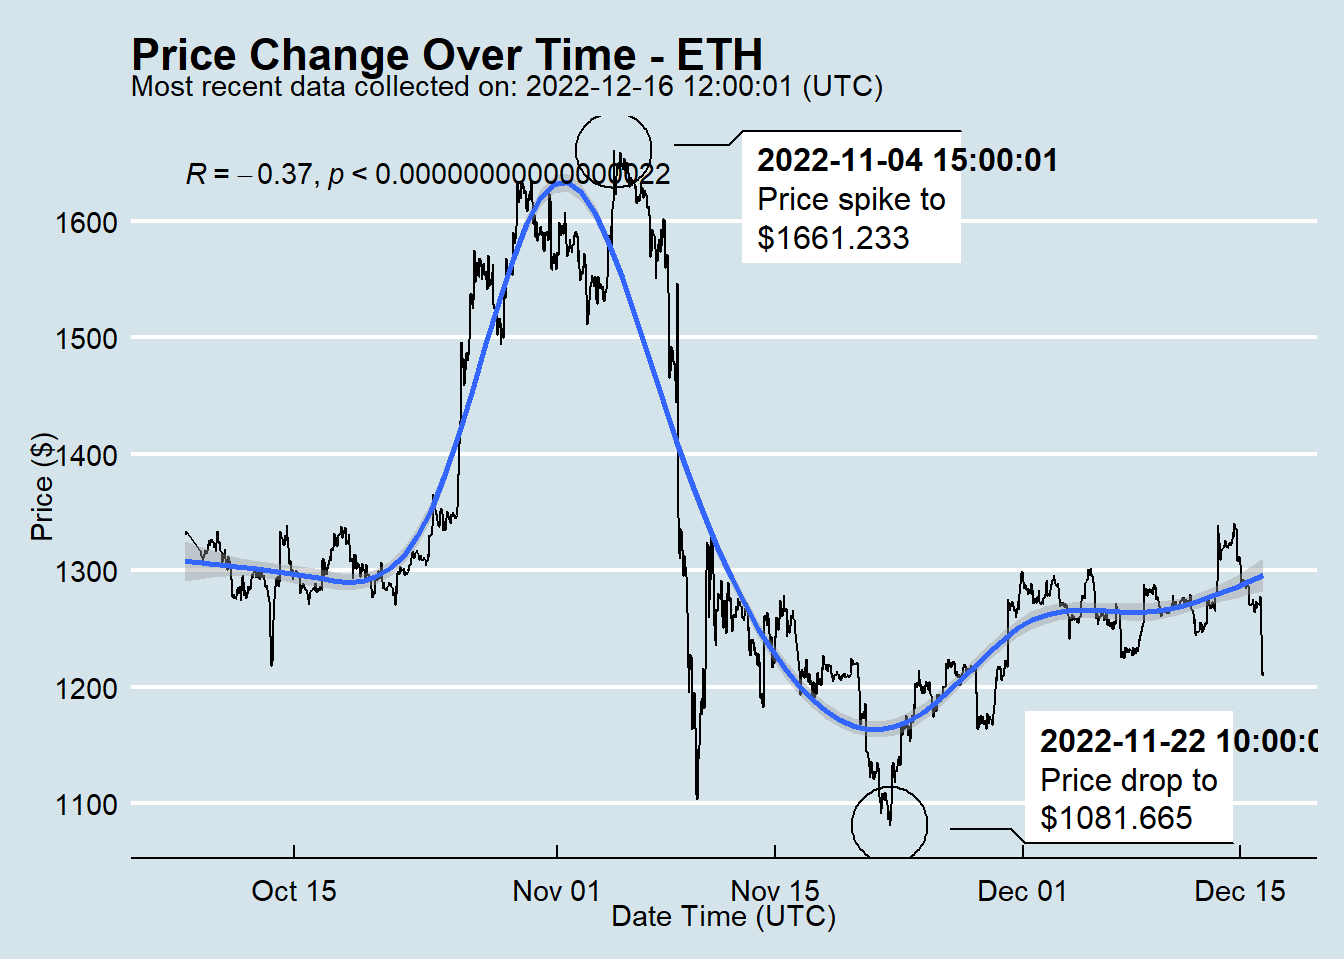 Price Change Over Time - ETH
Most recent data collected on: 2022-12-16 12:00:01 (UTC)
R = −0.37, p < 0.00000000000000022
2022-11-04 15:00:01
Price spike to
$1661.233
1600
1500
1400
1300
1200
1100
Price ($)
2022-11-22 10:00:0
Price drop to
$1081.665
Oct 15
Nov 01
Nov 15
Dec 01
Dec 15
Date Time (UTC)